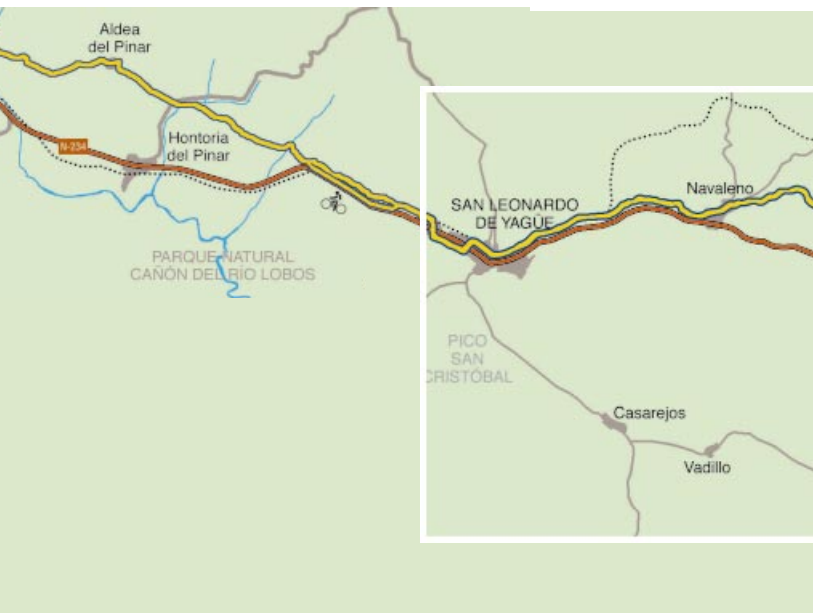 Aldea
del Pinar
N-234
Hontoria
del Pinar
PARQUE NATURAL
CAÑÓN DEL RÍO LOBOS
SAN LEONARDO
DE YAGÜE
Navaleno
PICO
SAN
CRISTÓBAL
Casarejos
Vadillo